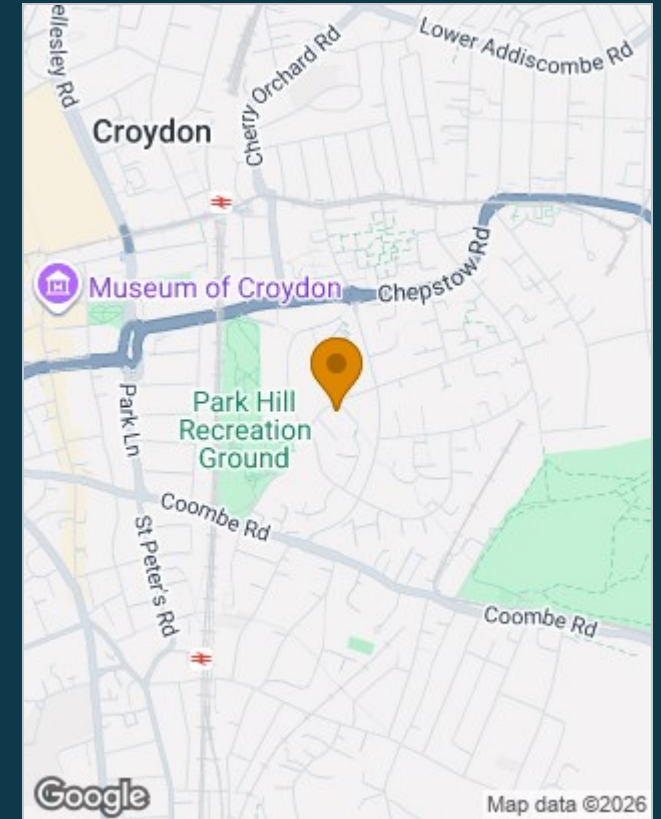 ellesley Rd
Lower Addiscombe Rd
Cherry Orchard Rd
Croydon
Museum of Croydon
Chepstow Rd
Park Hill
Recreation
Ground
Park Ln
Coombe Rd
St Peter's Rd
Coombe Rd
Google
Map data ©2026